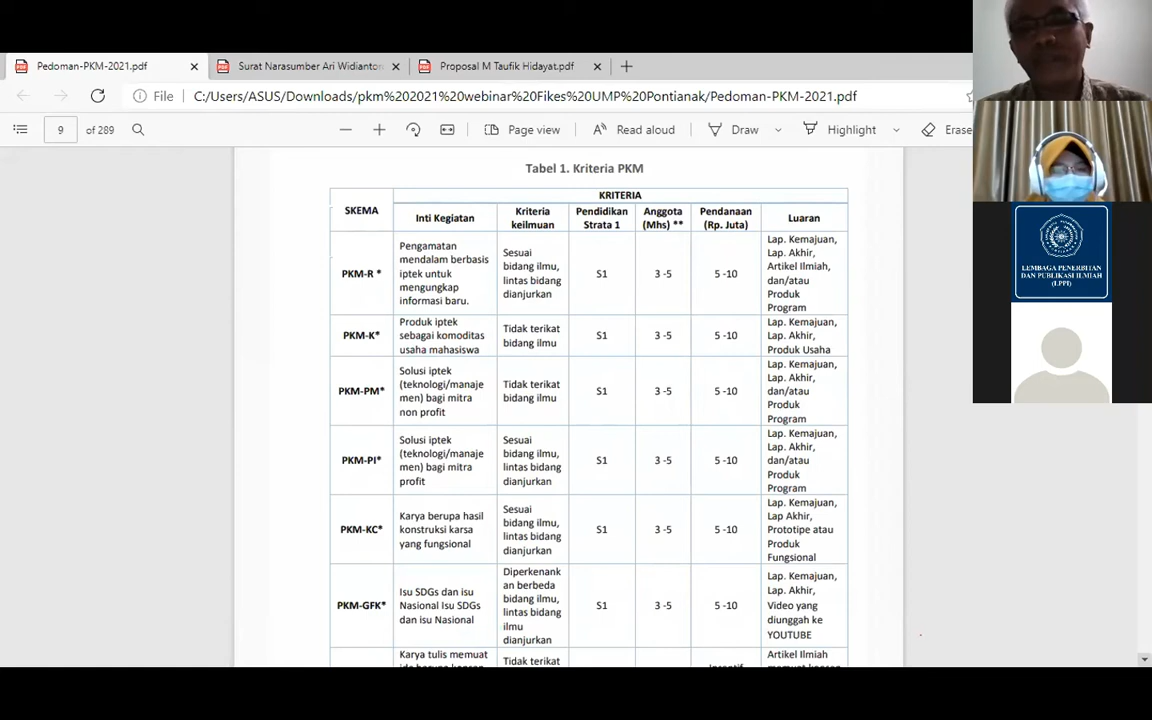 Pedoman-PKM-2021.pdf
Surat Narasumber Ari Widianto
Proposal M Taufik Hidayat.pdf
File
C:/Users/ASUS/Downloads/pkm%202021%20webinar%20Fikes%20UMP%20Pontianak/Pedoman-PKM-2021.pdf
9
of 289
Page view
Read aloud
Draw
Highlight
Erase
Tabel 1. Kriteria PKM
SKEMA
KRITERIA
Inti Kegiatan
Kriteria
keilmuan
Pendidikan
Strata 1
Anggota
(Mhs) **
Pendanaan
(Rp. Juta)
Luaran
PKM-R *
Pengamatan
mendalam berbasis
iptek untuk
mengungkap
informasi baru.
Sesuai
bidang ilmu,
lintas bidang
dianjurkan
S1
3 -5
5 -10
Lap. Kemajuan,
Lap. Akhir,
Artikel Ilmiah,
dan/atau
Produk
Program
PKM-K*
Produk iptek
sebagai komoditas
usaha mahasiswa
Tidak terikat
bidang ilmu
S1
3 -5
5 -10
Lap. Kemajuan,
Lap. Akhir,
Produk Usaha
PKM-PM*
Solusi iptek
(teknologi/manaje
men) bagi mitra
non profit
Tidak terikat
bidang ilmu
S1
3 -5
5 -10
Lap. Kemajuan,
Lap. Akhir,
dan/atau
Produk
Program
PKM-PI*
Solusi iptek
(teknologi/manaje
men) bagi mitra
profit
Sesuai
bidang ilmu,
lintas bidang
dianjurkan
S1
3 -5
5 -10
Lap. Kemajuan,
Lap. Akhir,
dan/atau
Produk
Program
PKM-KC*
Karya berupa hasil
konstruksi karsa
yang fungsional
Sesuai
bidang ilmu,
lintas bidang
dianjurkan
S1
3 -5
5 -10
Lap. Kemajuan,
Lap Akhir,
Prototipe atau
Produk
Fungsional
PKM-GFK*
Isu SDGs dan isu
Nasional Isu SDGs
dan isu Nasional
Diperkenank
an berbeda
bidang ilmu,
lintas bidang
ilmu
dianjurkan
S1
3 -5
5 -10
Lap. Kemajuan,
Lap. Akhir,
Video yang
diunggah ke
YOUTUBE
Karya tulis memuat
Tidak terikat
Artikel Ilmiah
LEMBAGA PENERBITAN
DAN PUBLIKASI ILMIAH
(LPPI)